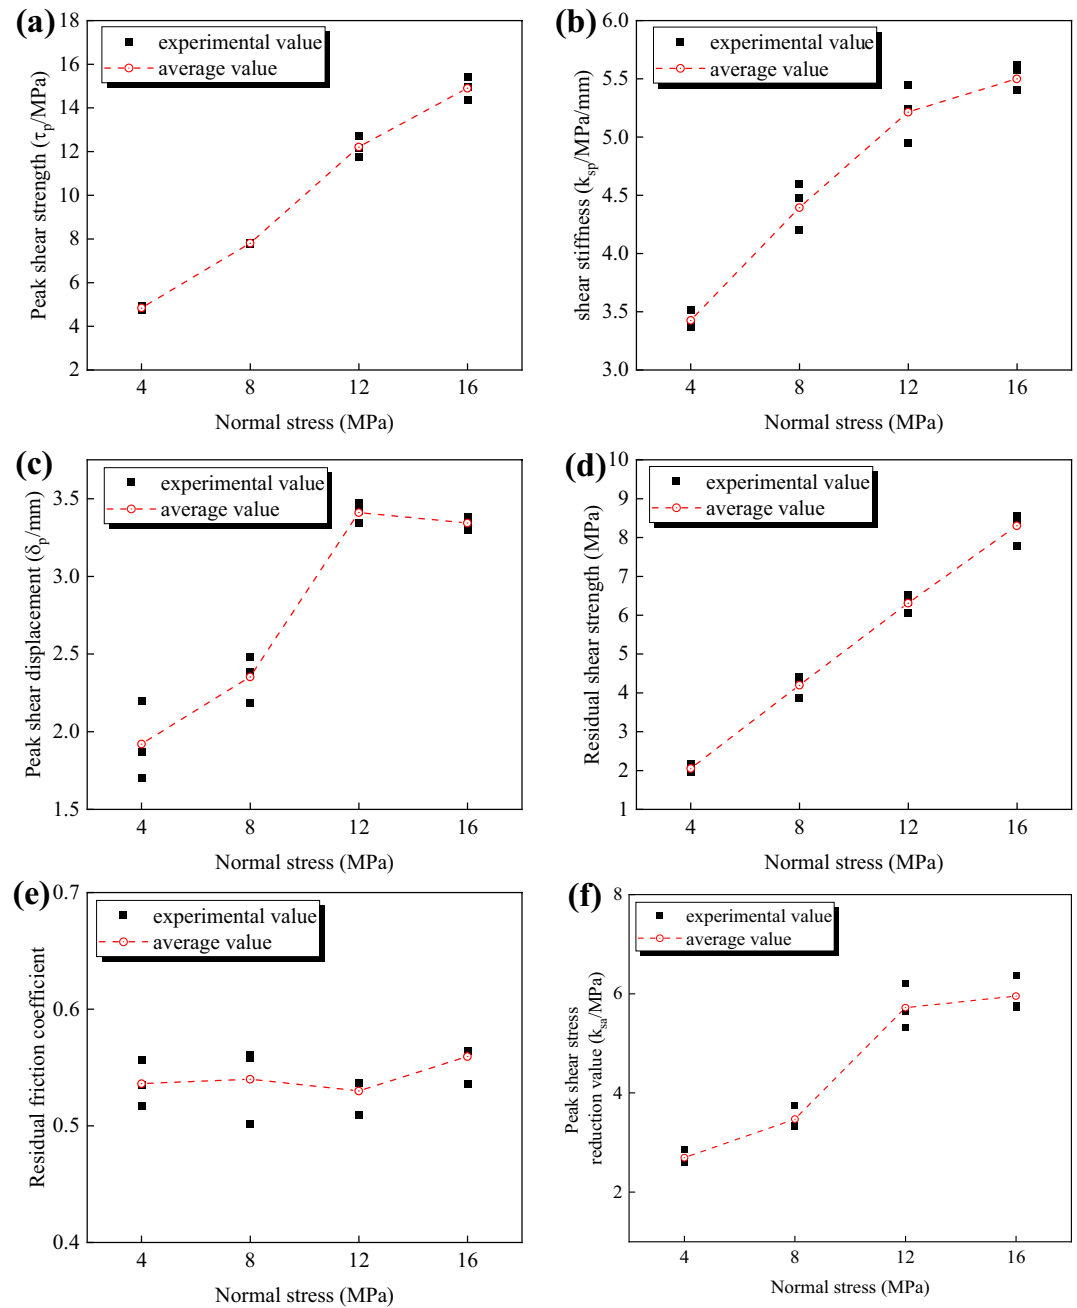 (a)
18
16
14
12
10
8
6
4
2
Peak shear strength (τp/MPa)
experimental value
average value
4 8 12 16
Normal stress (MPa)
(b)
6.0
5.5
5.0
4.5
4.0
3.5
3.0
shear stiffness (ksp/MPa/mm)
experimental value
average value
4 8 12 16
Normal stress (MPa)
(c)
3.5
3.0
2.5
2.0
1.5
Peak shear displacement (δp/mm)
experimental value
average value
4 8 12 16
Normal stress (MPa)
(d)
10
9
8
7
6
5
4
3
2
1
Residual shear strength (MPa)
experimental value
average value
4 8 12 16
Normal stress (MPa)
(e)
0.7
0.6
0.5
0.4
Residual friction coefficient
experimental value
average value
4 8 12 16
Normal stress (MPa)
(f)
8
6
4
2
Peak shear stress
reduction value (ksa/MPa)
experimental value
average value
4 8 12 16
Normal stress (MPa)